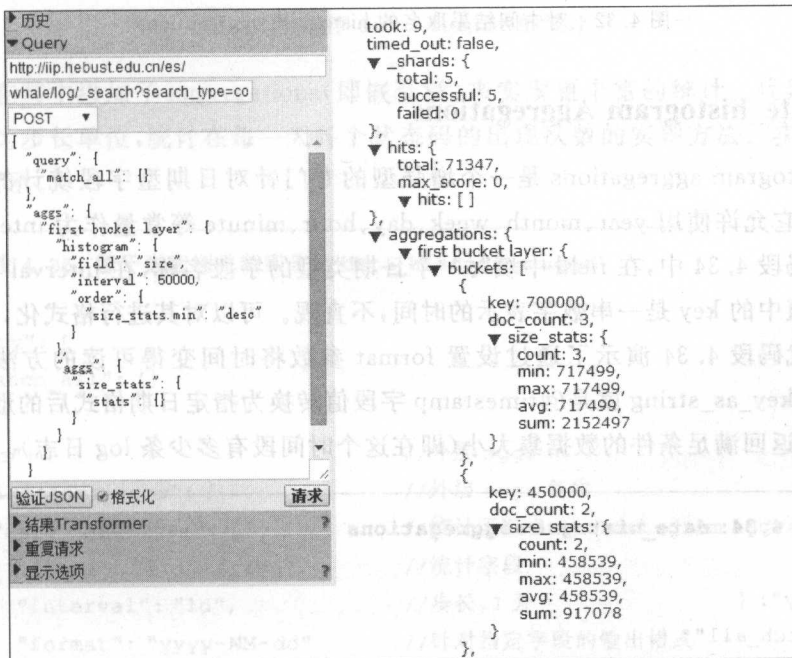 历史
Query
http://iip.hebust.edu.cn/es/
whale/log/_search?search_type=co
POST
"query": {
"match_all": {}
},
"aggs": {
"first bucket layer": {
"histogram": {
"field": "size",
"interval": 50000,
"order": {
"size_stats.min": "desc"
}
},
"aggs": {
"size_stats": {
"stats": {}
}
}
}
}
}
验证JSON 格式化 请求
结果Transformer ?
重复请求
显示选项 ?
took: 9,
timed_out: false,
_shards: {
total: 5,
successful: 5,
failed: 0
},
hits: {
total: 71347,
max_score: 0,
hits: [ ]
},
aggregations: {
first bucket layer: {
buckets: [
{
key: 700000,
doc_count: 3,
size_stats: {
count: 3,
min: 717499,
max: 717499,
avg: 717499,
sum: 2152497
}
},
{
key: 450000,
doc_count: 2,
size_stats: {
count: 2,
min: 458539,
max: 458539,
avg: 458539,
sum: 917078
}
},